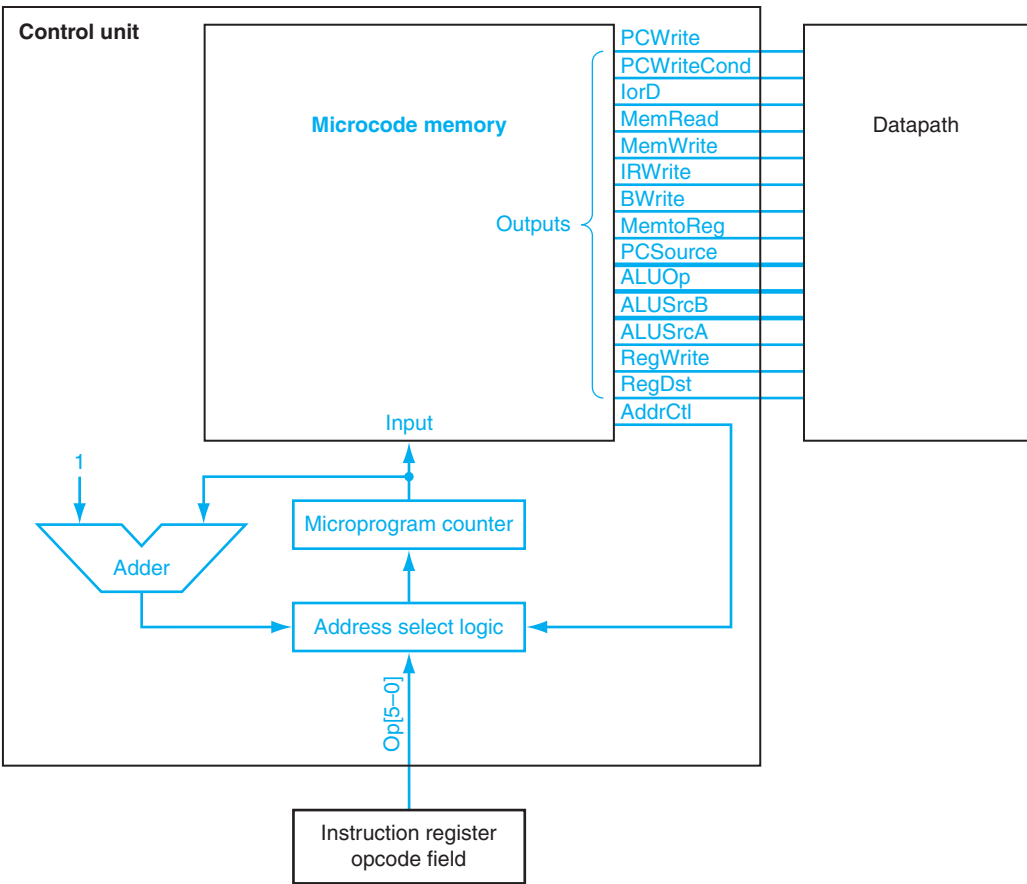 Control unit
Microcode memory
Outputs
Input
PCWrite
PCWriteCond
IorD
MemRead
MemWrite
IRWrite
BWrite
MemtoReg
PCSource
ALUOp
ALUSrcB
ALUSrcA
RegWrite
RegDst
AddrCtl
Datapath
1
Adder
Microprogram counter
Address select logic
Op[5–0]
Instruction register
opcode field